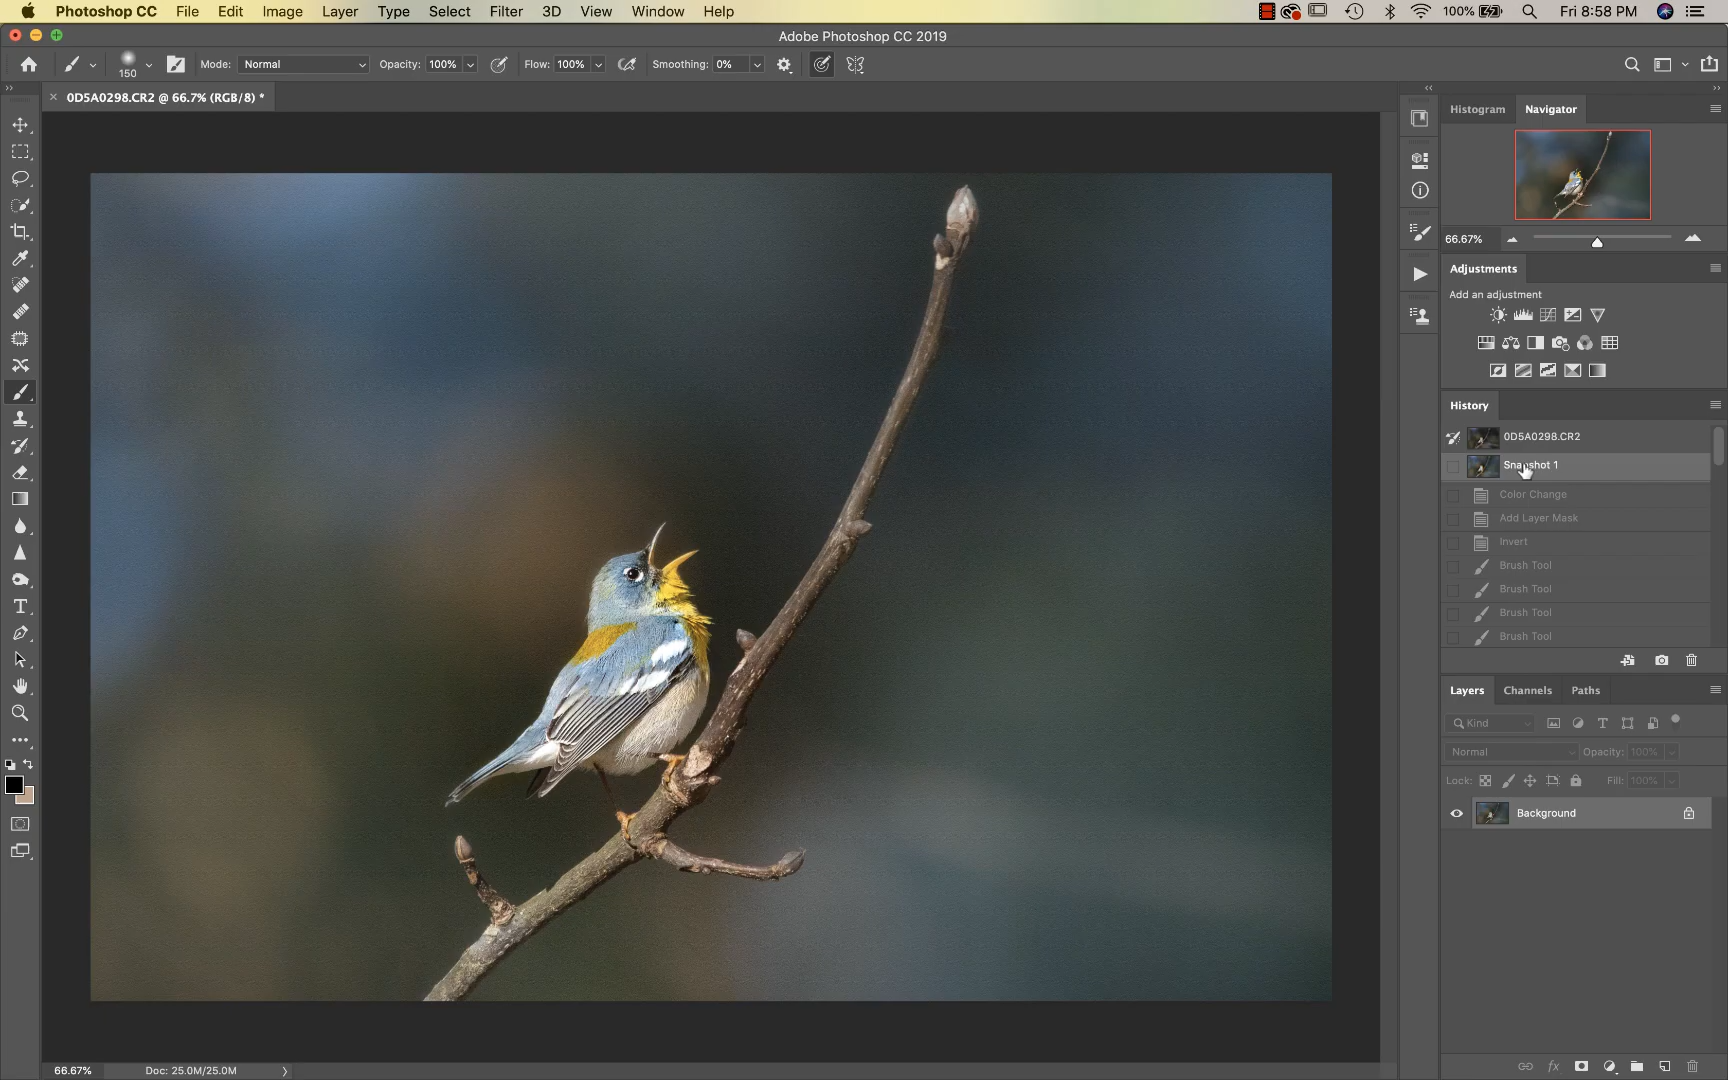 Photoshop CC File Edit Image Layer Type Select Filter 3D View Window Help 100% Fri 8:58 PM
Adobe Photoshop CC 2019
150 Mode: Normal Opacity: 100% Flow: 100% Smoothing: 0%
0D5A0298.CR2 @ 66.7% (RGB/8) *
Histogram Navigator
66.67%
Adjustments
Add an adjustment
History
0D5A0298.CR2
Snapshot 1
Color Change
Add Layer Mask
Invert
Brush Tool
Brush Tool
Brush Tool
Brush Tool
Layers Channels Paths
Kind
Normal Opacity: 100%
Lock: Fill: 100%
Background
fx
66.67% Doc: 25.0M/25.0M